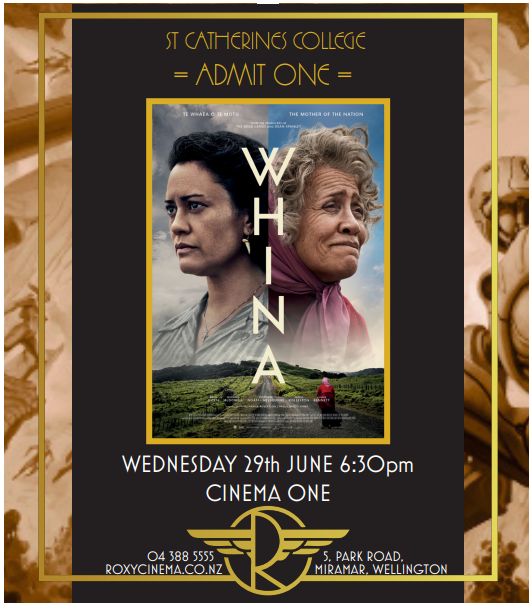 ST CATHERINES COLLEGE
= ADMIT ONE =
TE WHAEA O TE MOTU
THE MOTHER OF THE NATION
WHINA
WEDNESDAY 29th JUNE 6:30pm
CINEMA ONE
R
04 388 5555
ROXYCINEMA.CO.NZ
5, PARK ROAD,
MIRAMAR, WELLINGTON